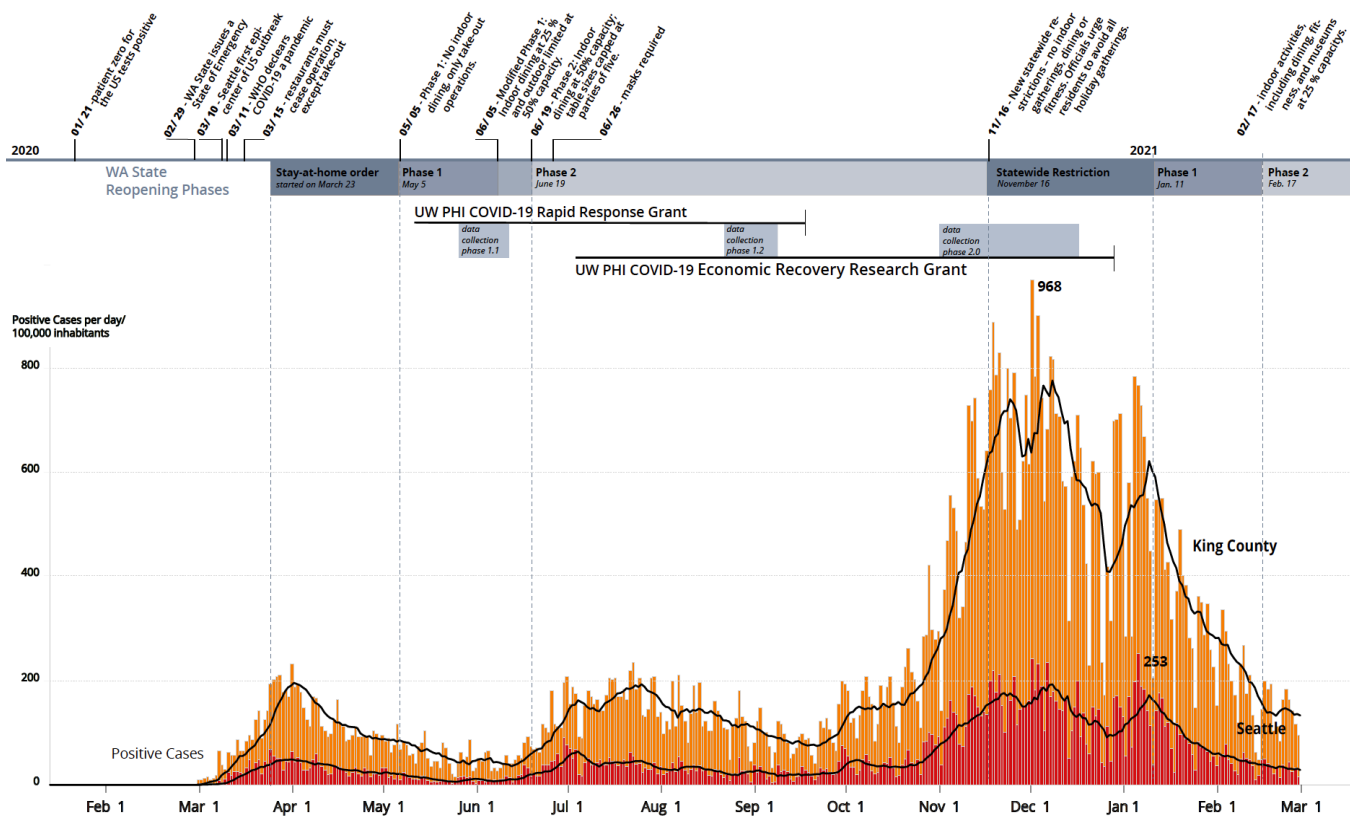 01/ 21 -patient zero for
the US tests positive
02/ 29 - WA State issues a
State of Emergency
03/ 10 - Seattle first epi-
center of US outbreak
03/ 11 - WHO declears
COVID-19 a pandemic
03/ 15 - restaurants must
cease operation,
except take-out
05/ 05 - Phase 1: No indoor
dining, only take-out
operations.
06/ 05 - Modified Phase 1:
Indoor dining at 25 %
and outdoor limited at
50% capacity.
06/ 19 - Phase 2: Indoor
dining at 50% capacity;
table sizes capped at
parties of five.
06/ 26 - masks required
11/ 16 - New statewide re-
strictions – no indoor
gatherings, dining or
fitness. Officials urge
residents to avoid all
holiday gatherings.
02/ 17 - indoor activities,
including dining, fit-
ness, and museums
at 25 % capacitys.
2020
2021
WA State
Reopening Phases
Stay-at-home order
started on March 23
Phase 1
May 5
Phase 2
June 19
Statewide Restriction
November 16
Phase 1
Jan. 11
Phase 2
Feb. 17
UW PHI COVID-19 Rapid Response Grant
data
collection
phase 1.1
data
collection
phase 1.2
data
collection
phase 2.0
UW PHI COVID-19 Economic Recovery Research Grant
968
Positive Cases per day/
100,000 inhabitants
800
600
400
200
0
King County
253
Seattle
Positive Cases
Feb 1
Mar 1
Apr 1
May 1
Jun 1
Jul 1
Aug 1
Sep 1
Oct 1
Nov 1
Dec 1
Jan 1
Feb 1
Mar 1